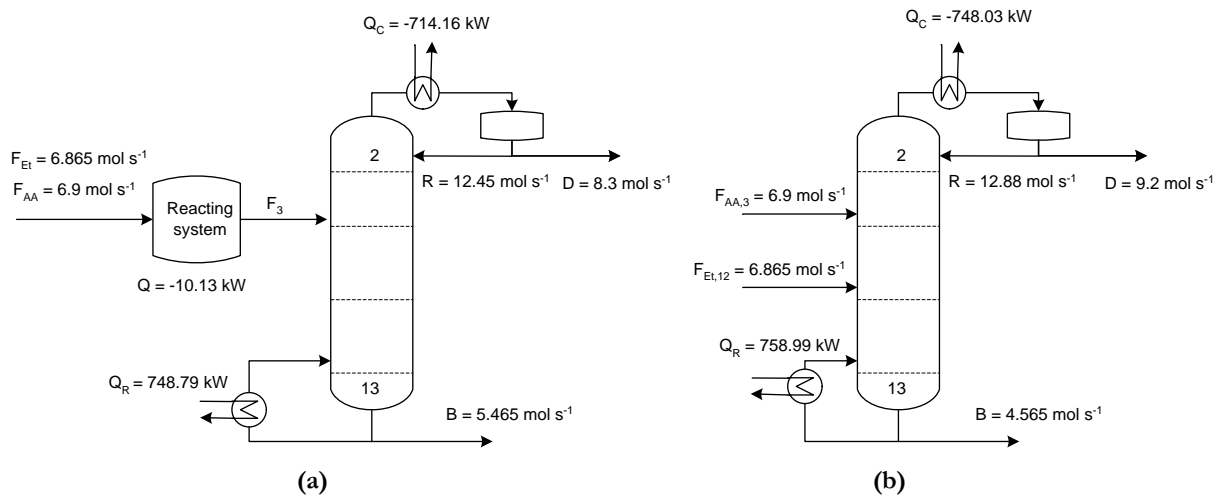 Q_C = -714.16 kW
F_Et = 6.865 mol s⁻¹
F_AA = 6.9 mol s⁻¹
Reacting
system
F_3
Q = -10.13 kW
2
R = 12.45 mol s⁻¹
D = 8.3 mol s⁻¹
Q_R = 748.79 kW
13
B = 5.465 mol s⁻¹
(a)
Q_C = -748.03 kW
2
R = 12.88 mol s⁻¹
D = 9.2 mol s⁻¹
F_AA,3 = 6.9 mol s⁻¹
F_Et,12 = 6.865 mol s⁻¹
Q_R = 758.99 kW
13
B = 4.565 mol s⁻¹
(b)